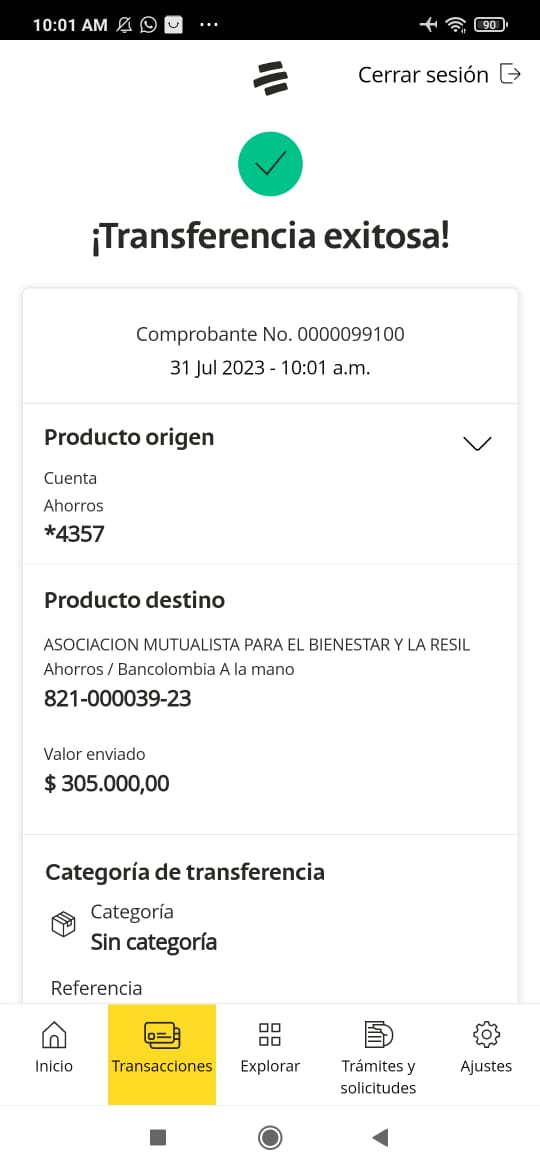 10:01 AM
90
Cerrar sesión
¡Transferencia exitosa!
Comprobante No. 0000099100
31 Jul 2023 - 10:01 a.m.
Producto origen
Cuenta
Ahorros
*4357
Producto destino
ASOCIACION MUTUALISTA PARA EL BIENESTAR Y LA RESIL
Ahorros / Bancolombia A la mano
821-000039-23
Valor enviado
$ 305.000,00
Categoría de transferencia
Categoría
Sin categoría
Referencia
Inicio
Transacciones
Explorar
Trámites y
solicitudes
Ajustes